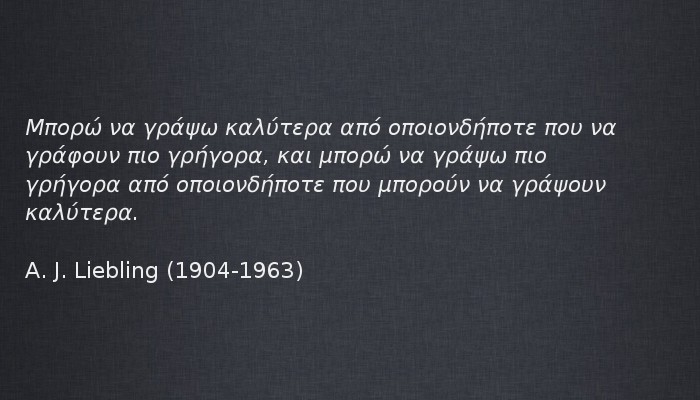 Μπορώ να γράψω καλύτερα από οποιονδήποτε που να
γράφουν πιο γρήγορα, και μπορώ να γράψω πιο
γρήγορα από οποιονδήποτε που μπορούν να γράψουν
καλύτερα.
A. J. Liebling (1904-1963)